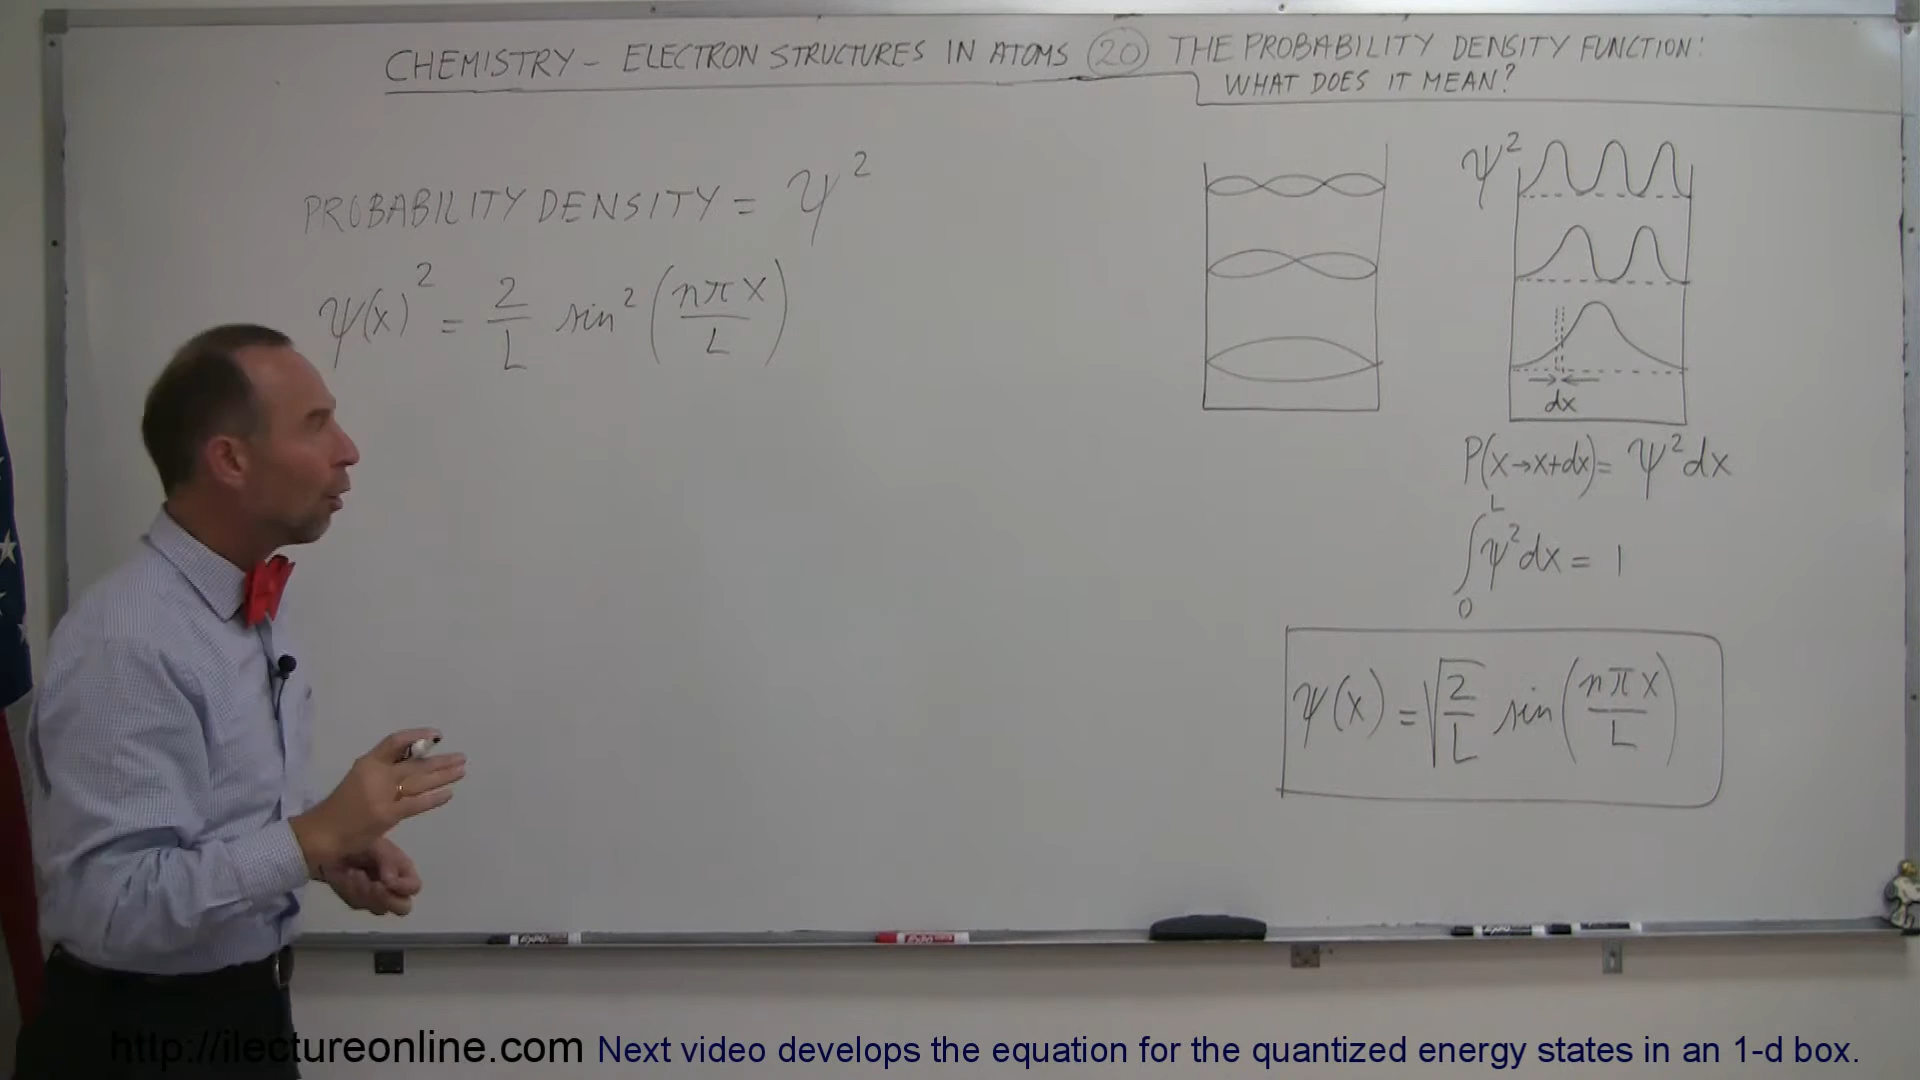 CHEMISTRY – ELECTRON STRUCTURES IN ATOMS (20) THE PROBABILITY DENSITY FUNCTION:
WHAT DOES IT MEAN?
PROBABILITY DENSITY = ψ²
ψ(x)² = 2/L sin² (nπx/L)
ψ²
dx
P(x→x+dx) = ψ²dx
∫₀ᴸ ψ²dx = 1
ψ(x) = √(2/L) sin(nπx/L)
http://ilectureonline.com Next video develops the equation for the quantized energy states in an 1-d box.